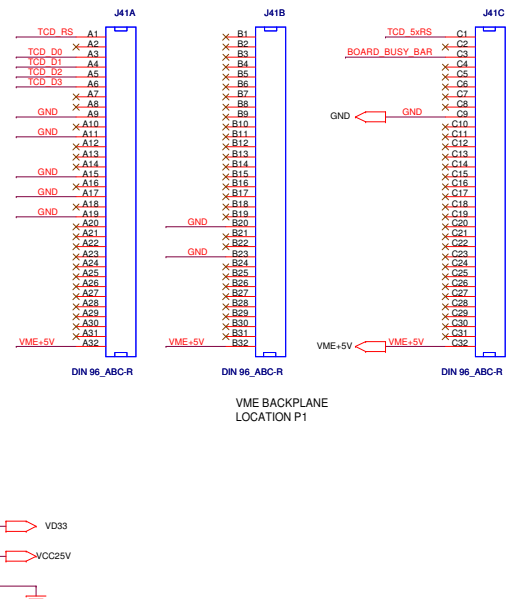 J41A
TCD_RS A1
A2
TCD_D0 A3
TCD_D1 A4
TCD_D2 A5
TCD_D3 A6
A7
A8
GND A9
A10
GND A11
A12
A13
A14
GND A15
A16
GND A17
A18
GND A19
A20
A21
A22
A23
A24
A25
A26
A27
A28
A29
A30
A31
VME+5V A32
DIN 96_ABC-R
J41B
B1
B2
B3
B4
B5
B6
B7
B8
B9
B10
B11
B12
B13
B14
B15
B16
B17
B18
B19
GND B20
B21
B22
GND B23
B24
B25
B26
B27
B28
B29
B30
B31
VME+5V B32
DIN 96_ABC-R
J41C
TCD_5xRS C1
C2
BOARD_BUSY_BAR C3
C4
C5
C6
C7
C8
GND GND C9
C10
C11
C12
C13
C14
C15
C16
C17
C18
C19
C20
C21
C22
C23
C24
C25
C26
C27
C28
C29
C30
C31
VME+5V VME+5V C32
DIN 96_ABC-R
VME BACKPLANE
LOCATION P1
VD33
VCC25V